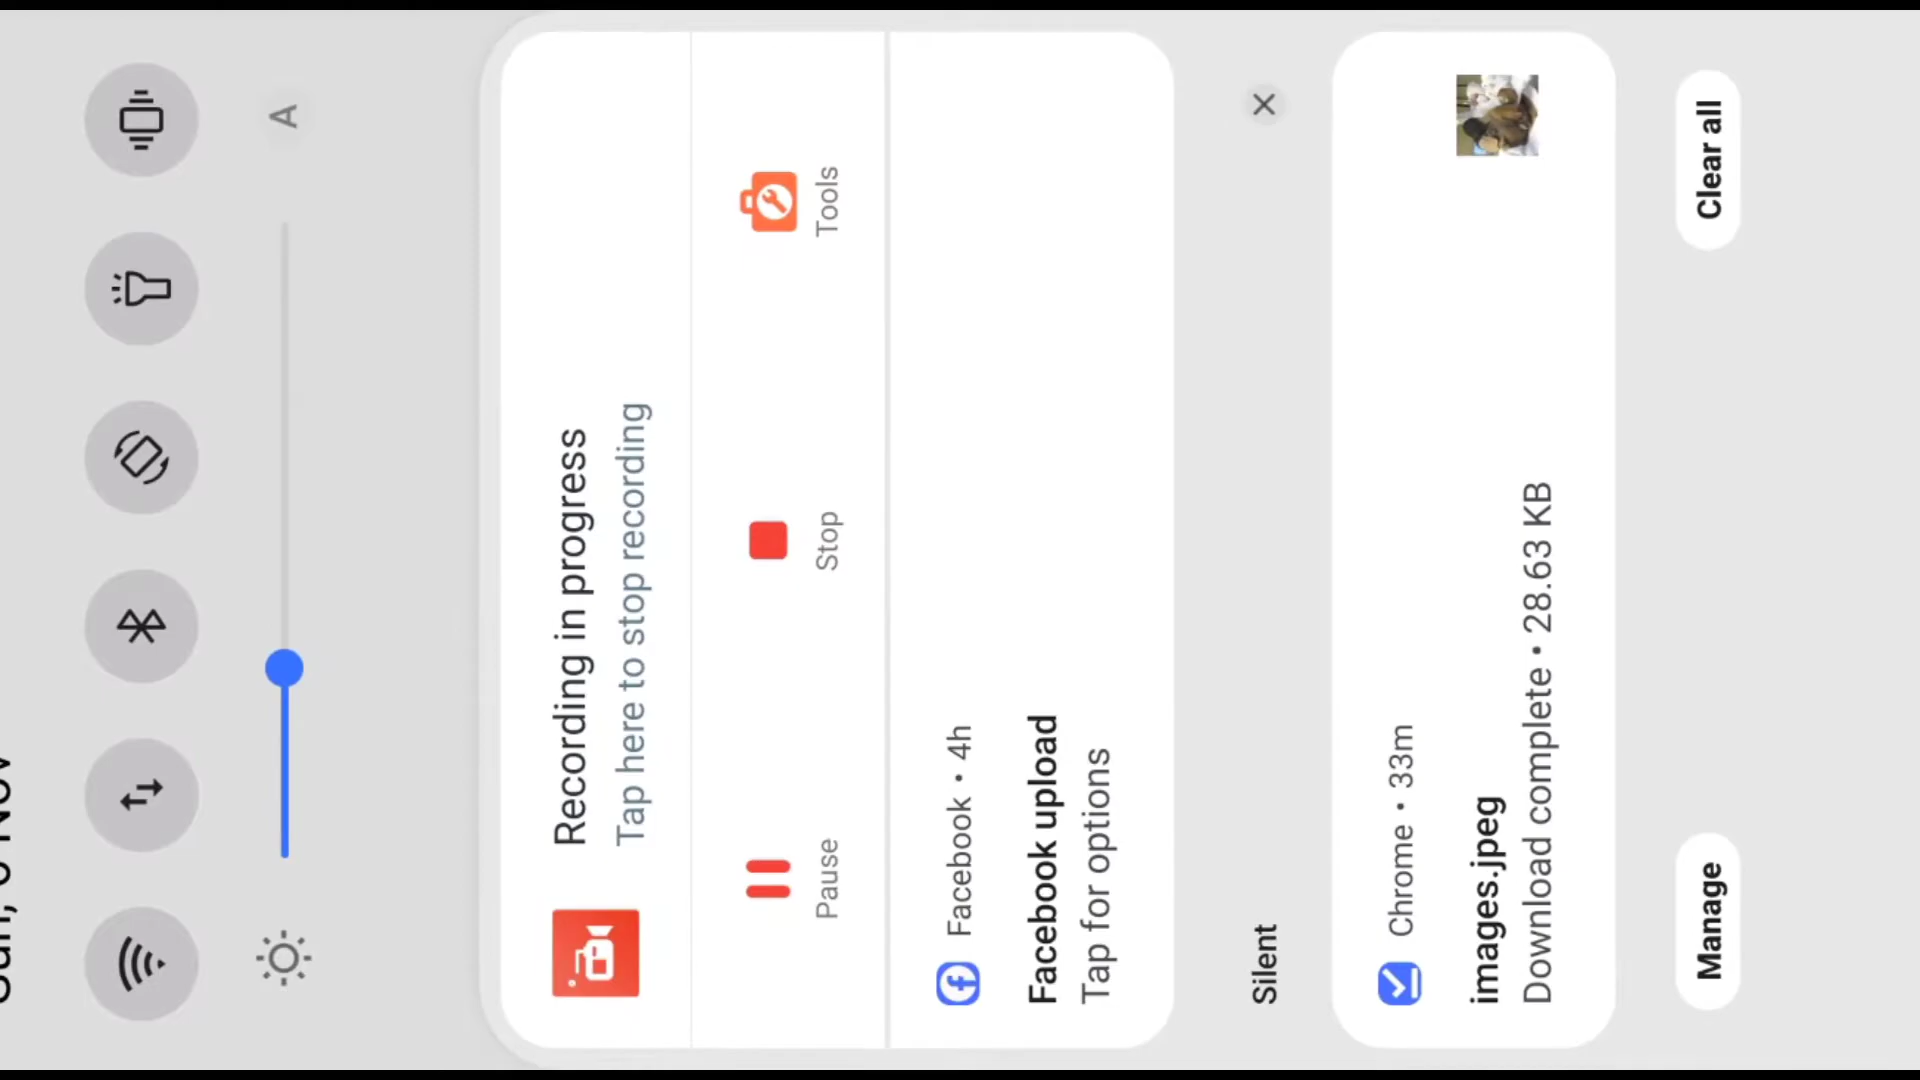 A
Recording in progress
Tap here to stop recording
Pause
Stop
Tools
Facebook • 4h
Facebook upload
Tap for options
Silent
Chrome • 33m
images.jpeg
Download complete • 28.63 KB
Manage
Clear all